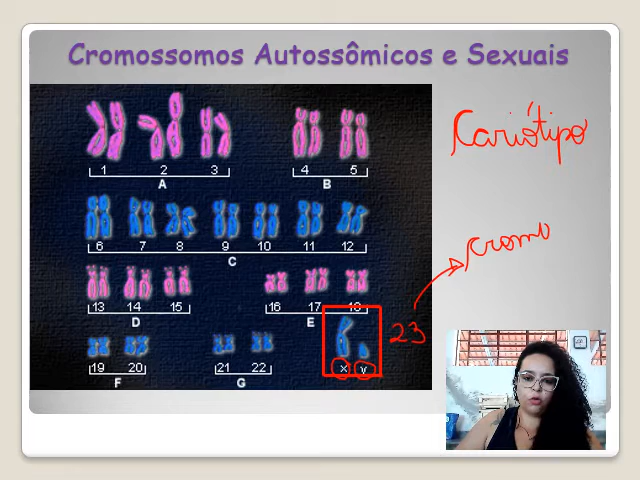 Cromossomos Autossômicos e Sexuais
Cariótipo
1 2 3 4 5
A B
6 7 8 9 10 11 12
C
cromo
13 14 15 16 17 18
D E
23
19 20 21 22 X Y
F G